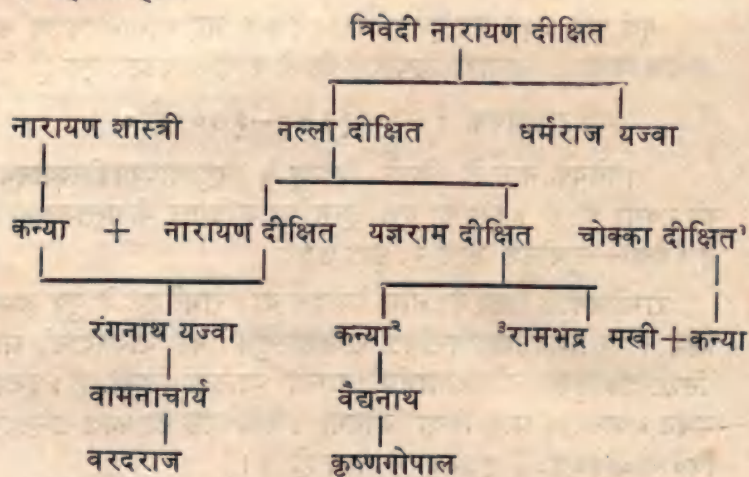 त्रिवेदी नारायण दीक्षित
नारायण शास्त्री नल्ला दीक्षित धर्मराज यज्वा
कन्या + नारायण दीक्षित यज्ञराम दीक्षित चोक्का दीक्षित¹
रंगनाथ यज्वा कन्या² ³रामभद्र मखी+कन्या
वामनाचार्य वैद्यनाथ
वरदराज कृष्णगोपाल